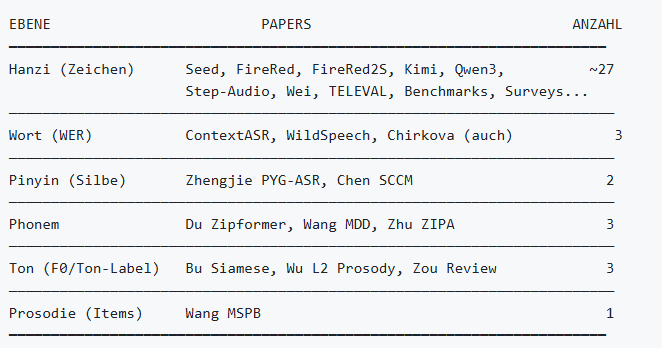 EBENE PAPERS ANZAHL
Hanzi (Zeichen) Seed, FireRed, FireRed2S, Kimi, Qwen3, ~27
Step-Audio, Wei, TELEVAL, Benchmarks, Surveys...
Wort (WER) ContextASR, WildSpeech, Chirkova (auch) 3
Pinyin (Silbe) Zhengjie PYG-ASR, Chen SCCM 2
Phonem Du Zipformer, Wang MDD, Zhu ZIPA 3
Ton (F0/Ton-Label) Bu Siamese, Wu L2 Prosody, Zou Review 3
Prosodie (Items) Wang MSPB 1